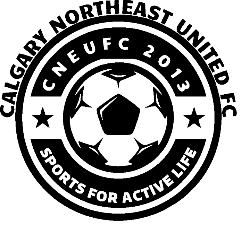 CALGARY NORTHEAST UNITED FC
CNEUFC 2013
SPORTS FOR ACTIVE LIFE